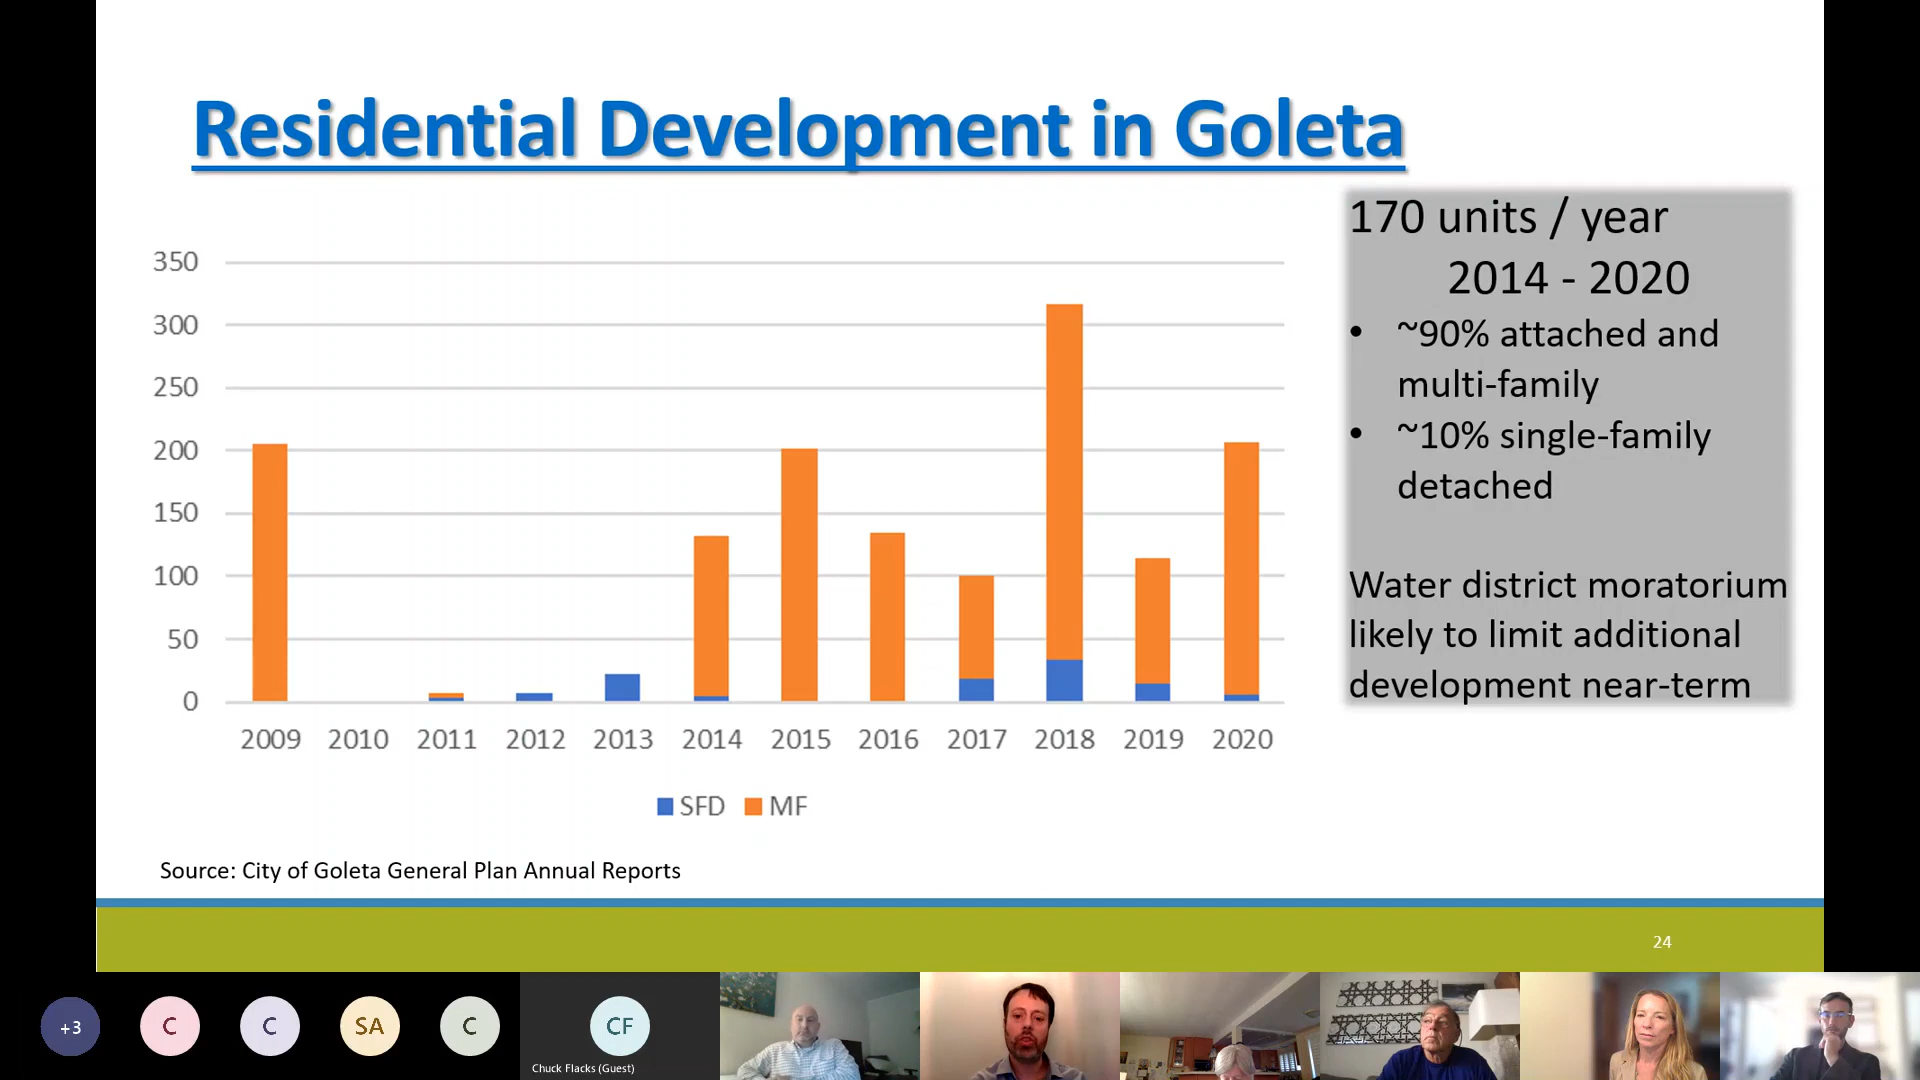 Residential Development in Goleta
170 units / year
2014 - 2020
• ~90% attached and
multi-family
• ~10% single-family
detached
Water district moratorium
likely to limit additional
development near-term
350
300
250
200
150
100
50
0
2009 2010 2011 2012 2013 2014 2015 2016 2017 2018 2019 2020
SFD MF
Source: City of Goleta General Plan Annual Reports
24
+3 C C SA C CF
Chuck Flacks (Guest)